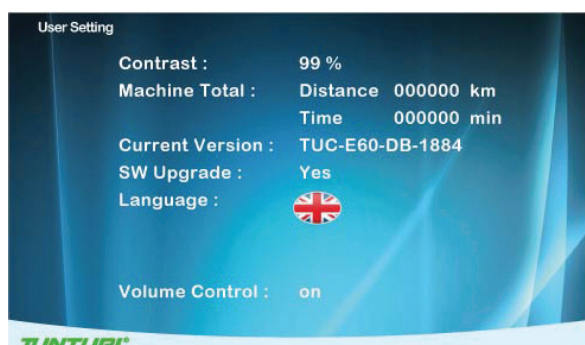 User Setting
Contrast : 99 %
Machine Total : Distance 000000 km
Time 000000 min
Current Version : TUC-E60-DB-1884
SW Upgrade : Yes
Language :
Volume Control : on
TUNTURI®